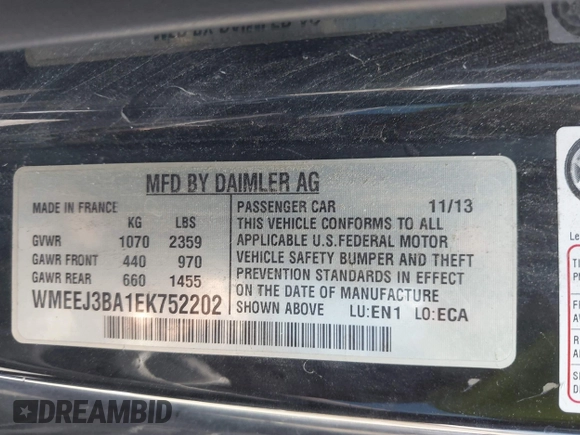 MFD BY DAIMLER AG
MADE IN FRANCE
KG LBS
GVWR 1070 2359
GAWR FRONT 440 970
GAWR REAR 660 1455
WMEEJ3BA1EK752202
PASSENGER CAR 11/13
THIS VEHICLE CONFORMS TO ALL
APPLICABLE U.S.FEDERAL MOTOR
VEHICLE SAFETY BUMPER AND THEFT
PREVENTION STANDARDS IN EFFECT
ON THE DATE OF MANUFACTURE
SHOWN ABOVE LU:EN1 LO:ECA
DREAMBID